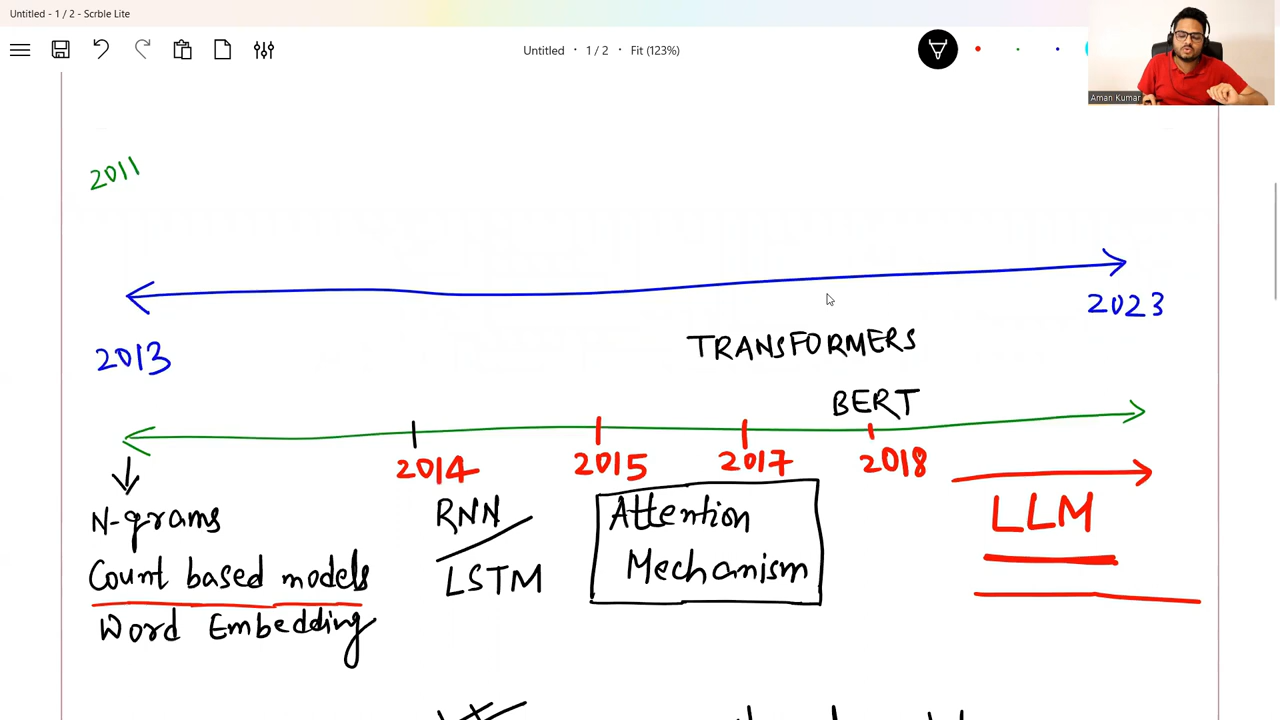 Untitled - 1 / 2 - Scrble Lite
Untitled • 1 / 2 • Fit (123%)
Aman Kumar
2011
2013
2023
TRANSFORMERS
BERT
2014
2015
2017
2018
N-grams
Count based models
Word Embedding
RNN
LSTM
Attention
Mechanism
LLM